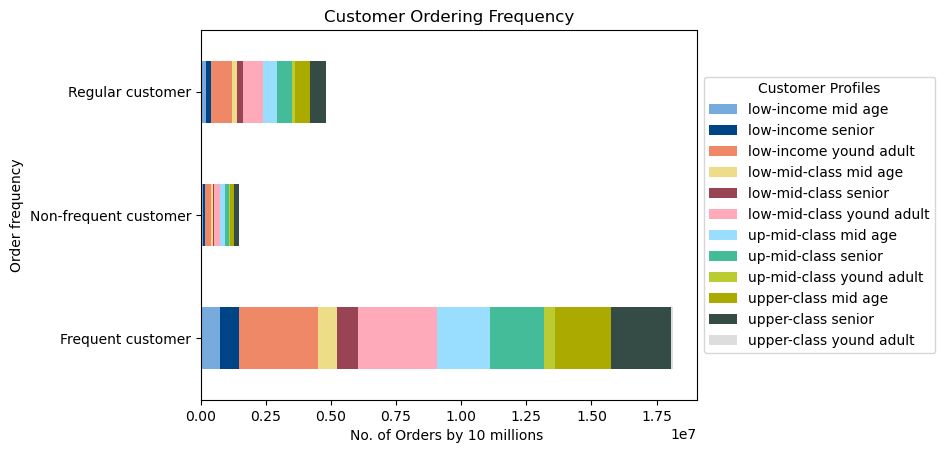 Customer Ordering Frequency
Order frequency
Regular customer
Non-frequent customer
Frequent customer
0.00 0.25 0.50 0.75 1.00 1.25 1.50 1.75
1e7
No. of Orders by 10 millions
Customer Profiles
low-income mid age
low-income senior
low-income yound adult
low-mid-class mid age
low-mid-class senior
low-mid-class yound adult
up-mid-class mid age
up-mid-class senior
up-mid-class yound adult
upper-class mid age
upper-class senior
upper-class yound adult